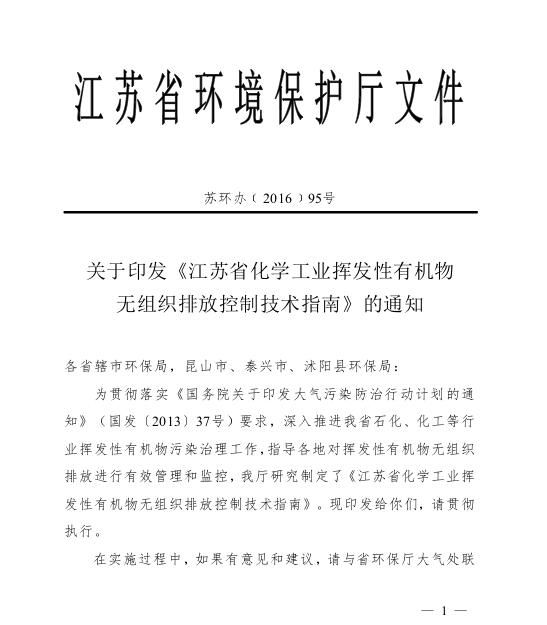 江苏省环境保护厅文件
苏环办﹝2016﹞95号
关于印发《江苏省化学工业挥发性有机物
无组织排放控制技术指南》的通知
各省辖市环保局，昆山市、泰兴市、沭阳县环保局：
为贯彻落实《国务院关于印发大气污染防治行动计划的通
知》（国发〔2013〕37号）要求，深入推进我省石化、化工等行
业挥发性有机物污染治理工作，指导各地对挥发性有机物无组织
排放进行有效管理和监控，我厅研究制定了《江苏省化学工业挥
发性有机物无组织排放控制技术指南》。现印发给你们，请贯彻
执行。
在实施过程中，如果有意见和建议，请与省环保厅大气处联
— 1 —